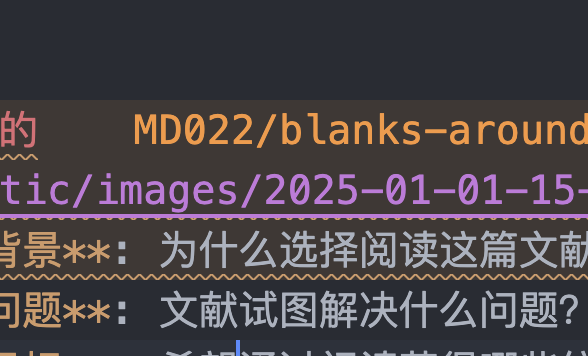 的 MD022/blanks-around
tic/images/2025-01-01-15-
背景**: 为什么选择阅读这篇文献
问题**: 文献试图解决什么问题?